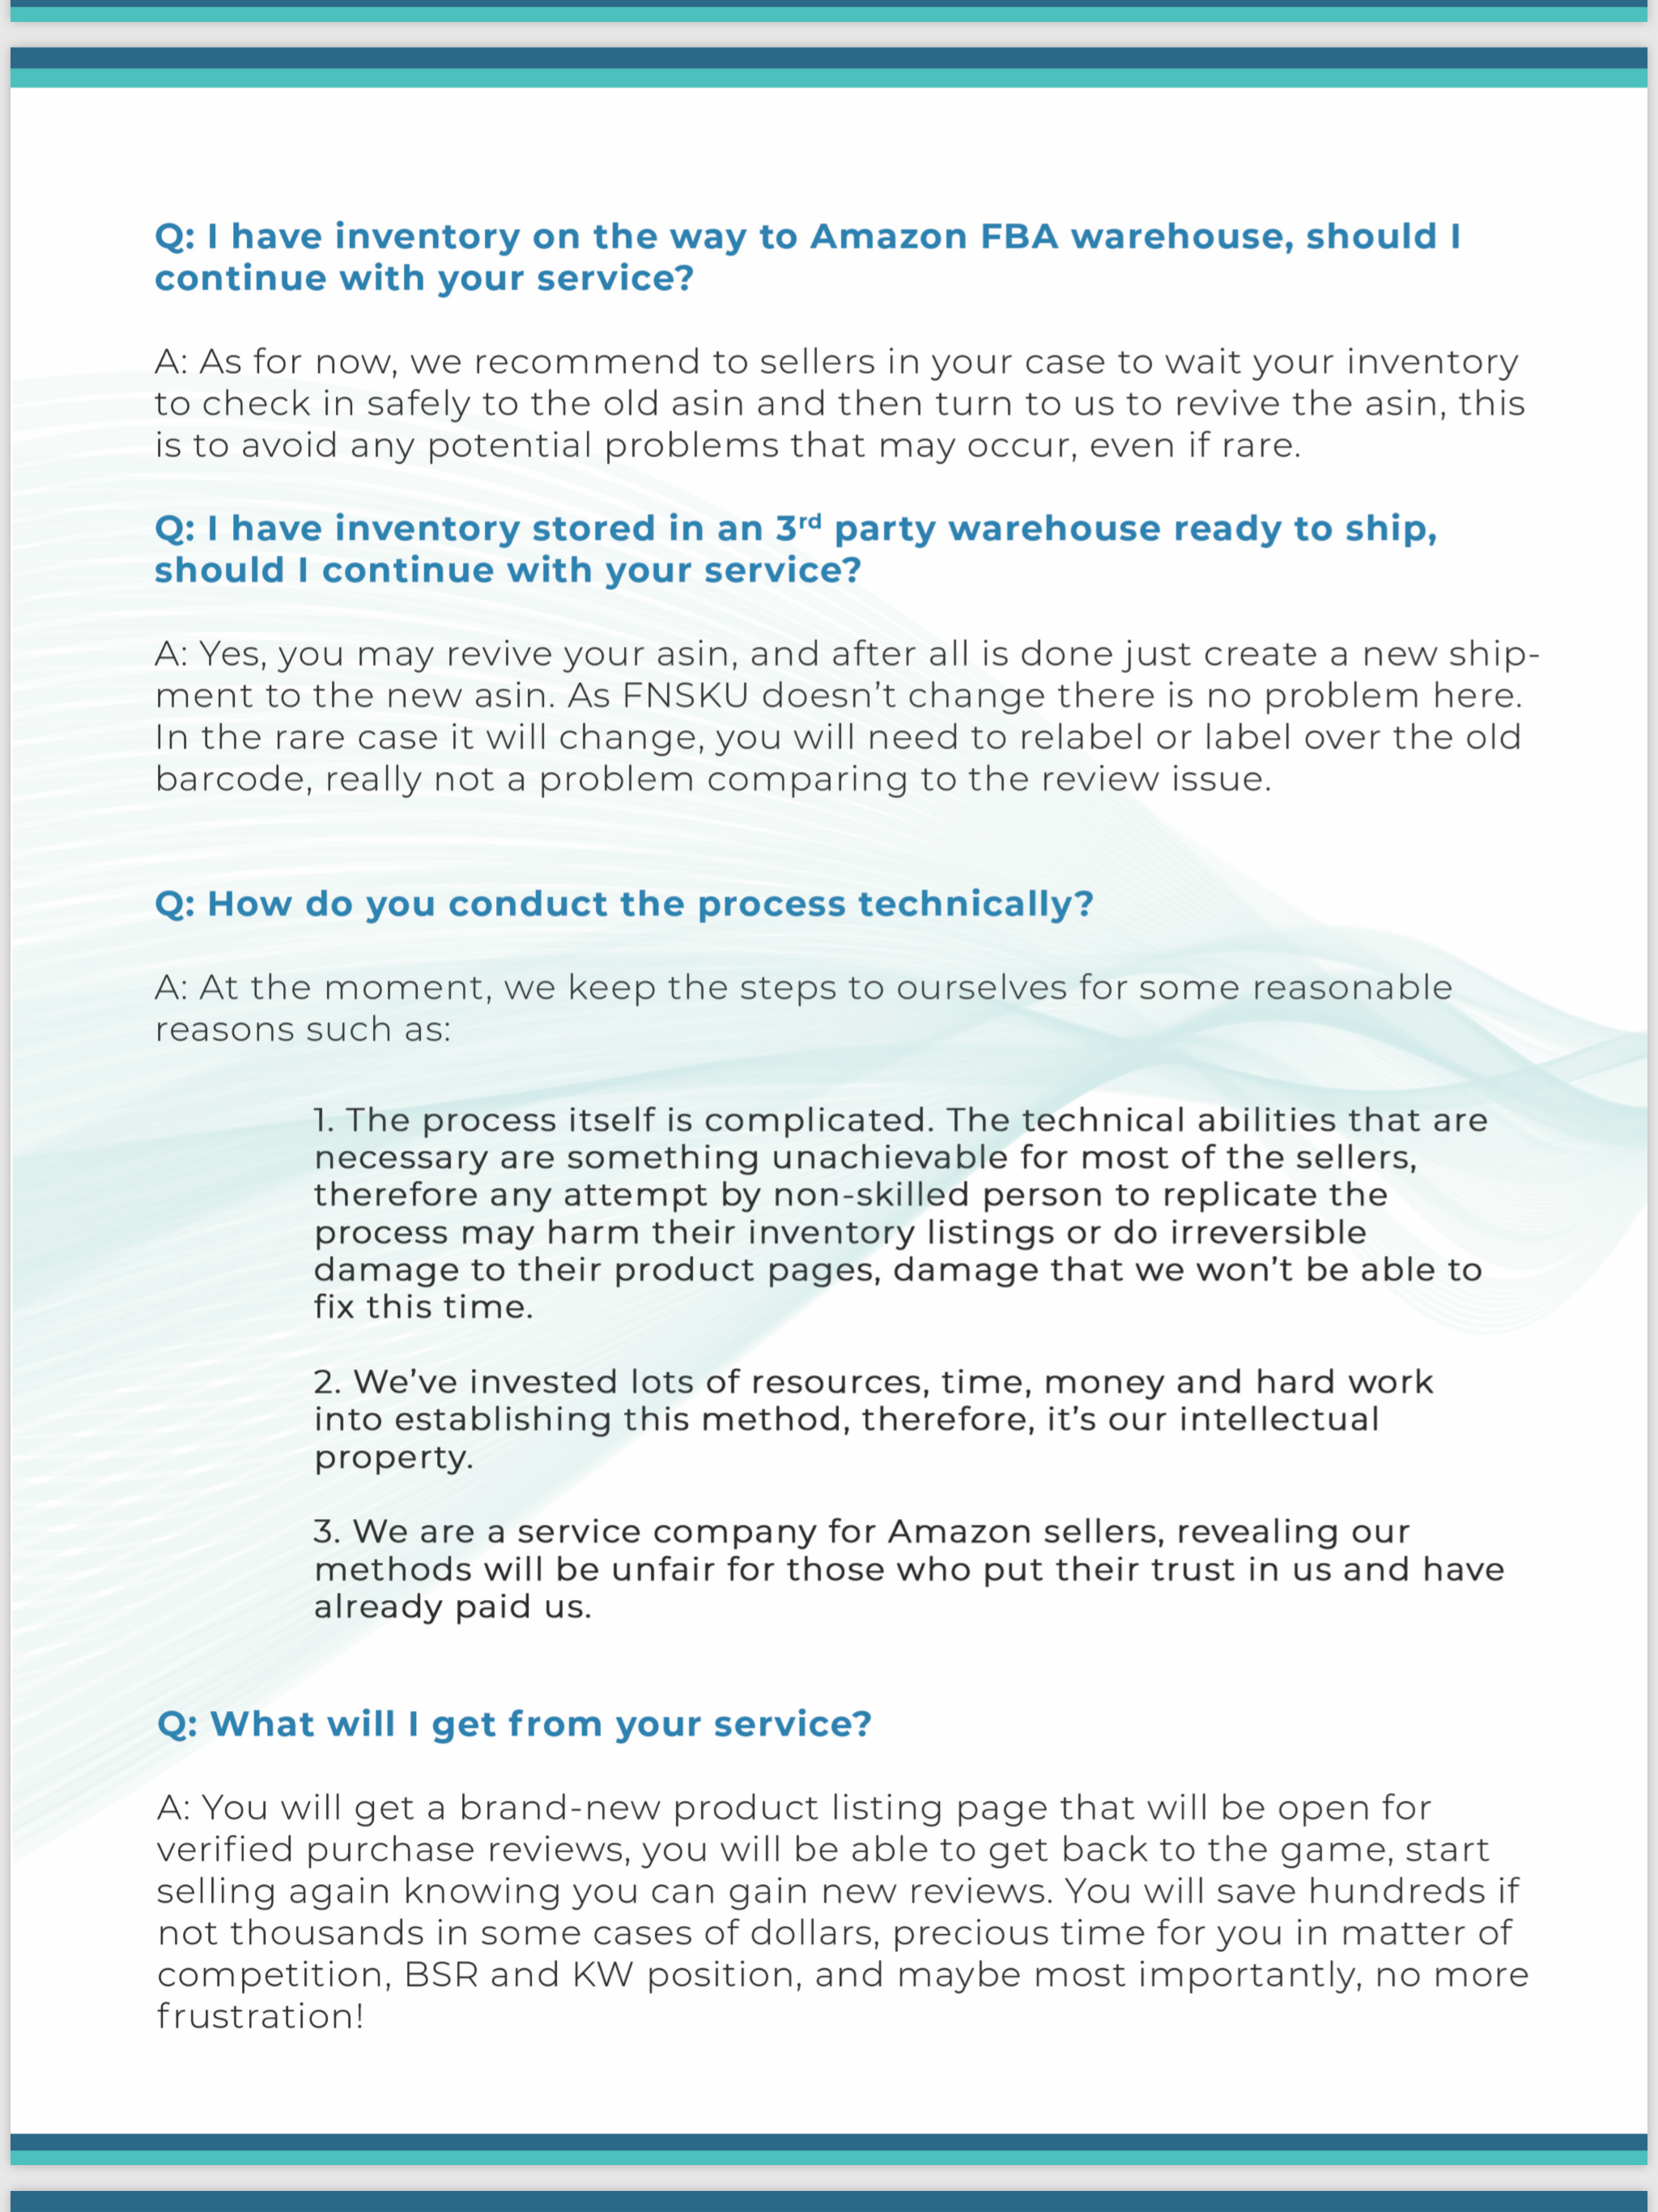 Q: I have inventory on the way to Amazon FBA warehouse, should I
continue with your service?
A: As for now, we recommend to sellers in your case to wait your inventory
to check in safely to the old asin and then turn to us to revive the asin, this
is to avoid any potential problems that may occur, even if rare.
Q: I have inventory stored in an 3rd party warehouse ready to ship,
should I continue with your service?
A: Yes, you may revive your asin, and after all is done just create a new ship-
ment to the new asin. As FNSKU doesn’t change there is no problem here.
In the rare case it will change, you will need to relabel or label over the old
barcode, really not a problem comparing to the review issue.
Q: How do you conduct the process technically?
A: At the moment, we keep the steps to ourselves for some reasonable
reasons such as:
1. The process itself is complicated. The technical abilities that are
necessary are something unachievable for most of the sellers,
therefore any attempt by non-skilled person to replicate the
process may harm their inventory listings or do irreversible
damage to their product pages, damage that we won’t be able to
fix this time.
2. We’ve invested lots of resources, time, money and hard work
into establishing this method, therefore, it’s our intellectual
property.
3. We are a service company for Amazon sellers, revealing our
methods will be unfair for those who put their trust in us and have
already paid us.
Q: What will I get from your service?
A: You will get a brand-new product listing page that will be open for
verified purchase reviews, you will be able to get back to the game, start
selling again knowing you can gain new reviews. You will save hundreds if
not thousands in some cases of dollars, precious time for you in matter of
competition, BSR and KW position, and maybe most importantly, no more
frustration!